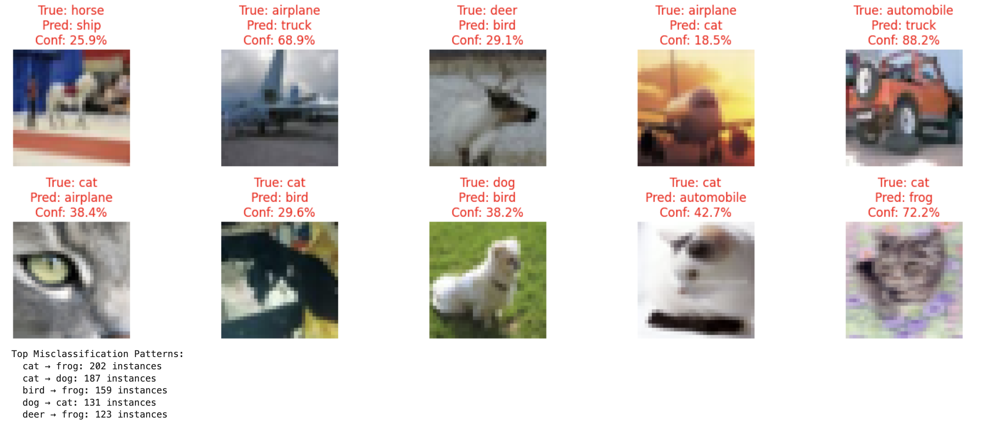 True: horse
Pred: ship
Conf: 25.9%
True: airplane
Pred: truck
Conf: 68.9%
True: deer
Pred: bird
Conf: 29.1%
True: airplane
Pred: cat
Conf: 18.5%
True: automobile
Pred: truck
Conf: 88.2%
True: cat
Pred: airplane
Conf: 38.4%
True: cat
Pred: bird
Conf: 29.6%
True: dog
Pred: bird
Conf: 38.2%
True: cat
Pred: automobile
Conf: 42.7%
True: cat
Pred: frog
Conf: 72.2%
Top Misclassification Patterns:
cat → frog: 202 instances
cat → dog: 187 instances
bird → frog: 159 instances
dog → cat: 131 instances
deer → frog: 123 instances